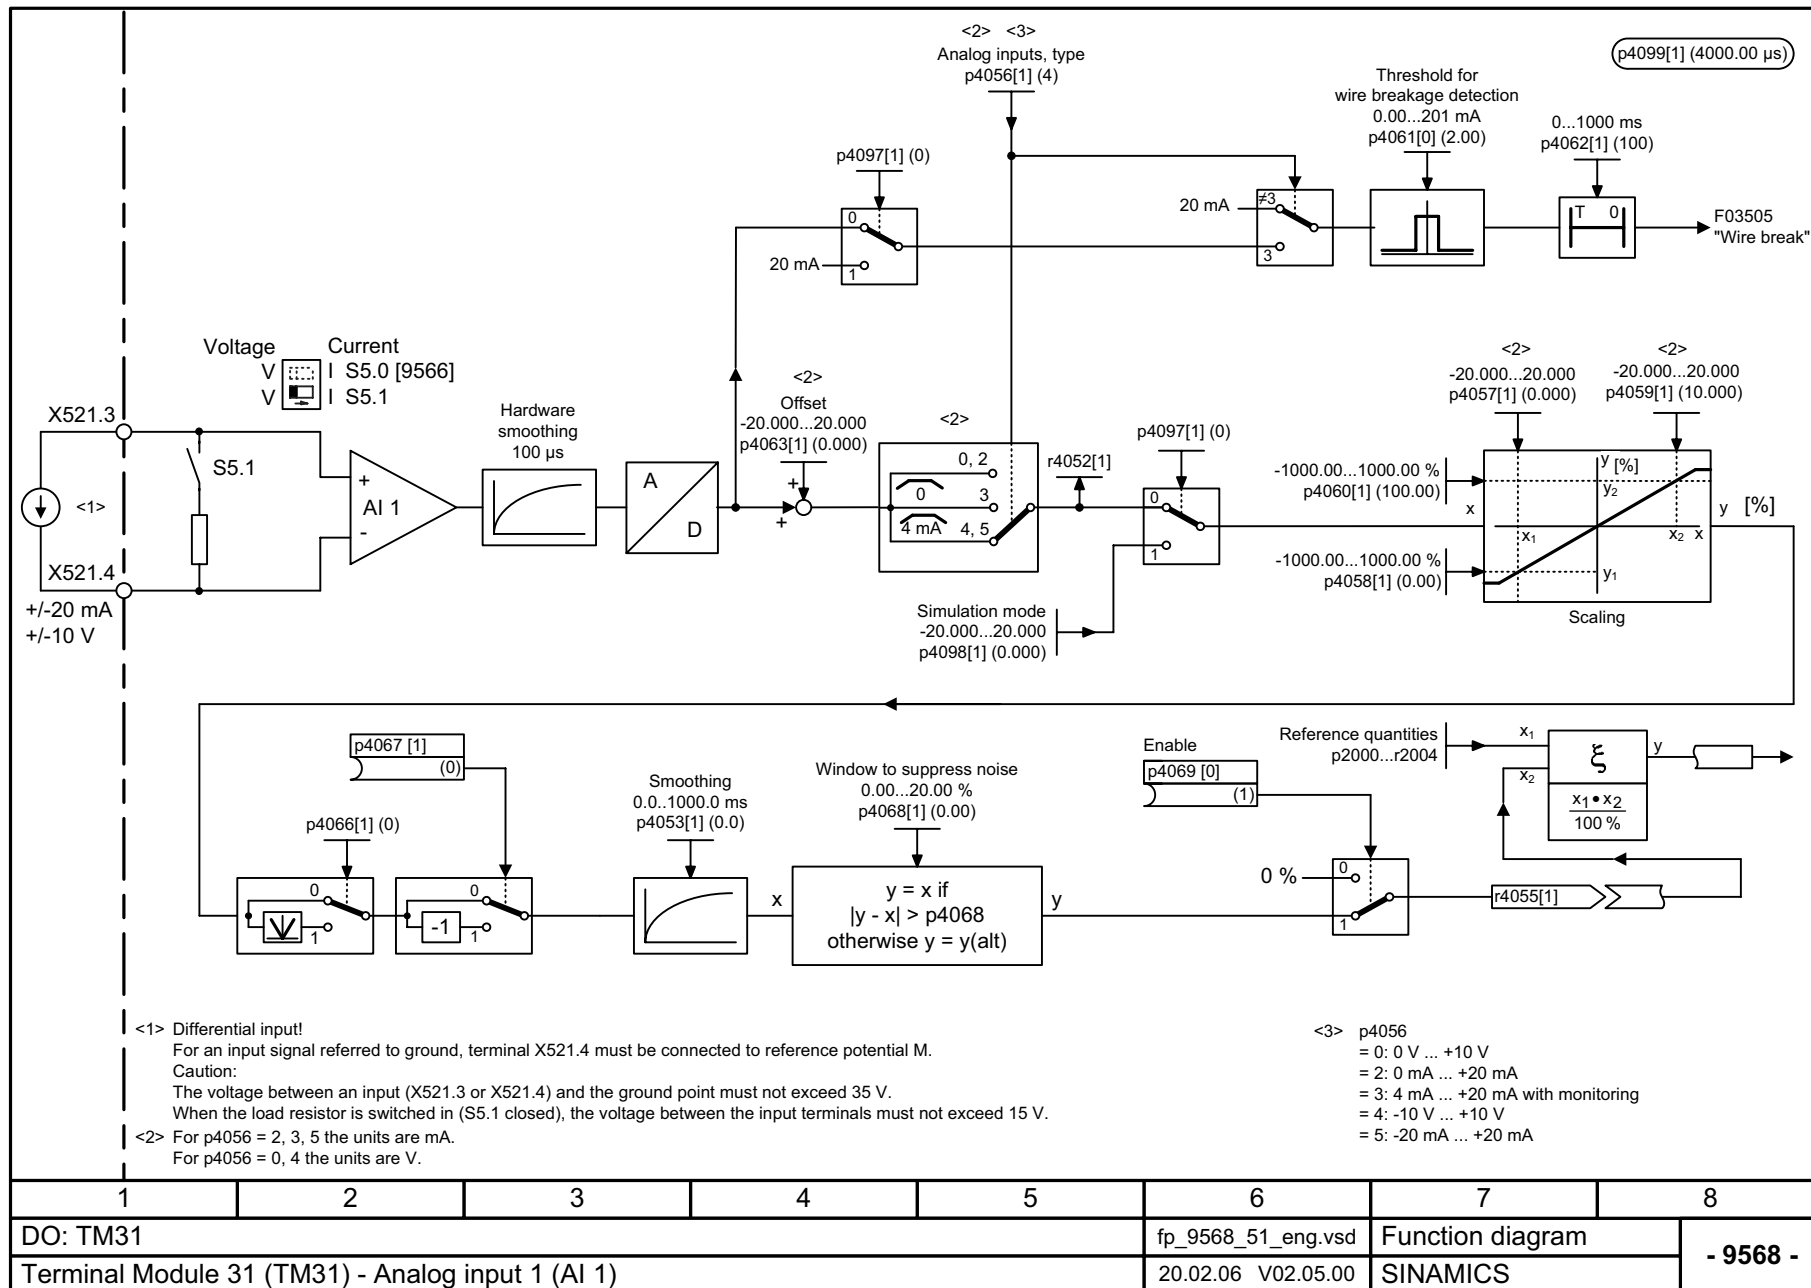 <2> <3>
Analog inputs, type
p4056[1] (4)
p4099[1] (4000.00 µs)
Threshold for
wire breakage detection
0.00...201 mA
p4061[0] (2.00)
0...1000 ms
p4062[1] (100)
p4097[1] (0)
0
20 mA
1
20 mA
≠3
3
T 0
F03505
"Wire break"
Voltage Current
V I S5.0 [9566]
V I S5.1
X521.3
S5.1
<1>
X521.4
+/-20 mA
+/-10 V
+
AI 1
-
Hardware
smoothing
100 µs
A
D
<2>
Offset
-20.000...20.000
p4063[1] (0.000)
+
+
<2>
0, 2
0
3
4 mA
4, 5
r4052[1]
p4097[1] (0)
0
1
Simulation mode
-20.000...20.000
p4098[1] (0.000)
<2>
-20.000...20.000
p4057[1] (0.000)
<2>
-20.000...20.000
p4059[1] (10.000)
-1000.00...1000.00 %
p4060[1] (100.00)
x
-1000.00...1000.00 %
p4058[1] (0.00)
y [%]
y2
x1
x2 x
y1
y [%]
Scaling
p4067 [1]
(0)
p4066[1] (0)
0
1
0
-1
1
Smoothing
0.0..1000.0 ms
p4053[1] (0.0)
Window to suppress noise
0.00...20.00 %
p4068[1] (0.00)
x
y = x if
|y - x| > p4068
otherwise y = y(alt)
y
Enable
p4069 [0]
(1)
0 %
0
1
r4055[1]
Reference quantities
p2000...r2004
x1
x2
ξ
x1 • x2
100 %
y
<1> Differential input!
For an input signal referred to ground, terminal X521.4 must be connected to reference potential M.
Caution:
The voltage between an input (X521.3 or X521.4) and the ground point must not exceed 35 V.
When the load resistor is switched in (S5.1 closed), the voltage between the input terminals must not exceed 15 V.
<2> For p4056 = 2, 3, 5 the units are mA.
For p4056 = 0, 4 the units are V.
<3> p4056
= 0: 0 V ... +10 V
= 2: 0 mA ... +20 mA
= 3: 4 mA ... +20 mA with monitoring
= 4: -10 V ... +10 V
= 5: -20 mA ... +20 mA
1 2 3 4 5 6 7 8
DO: TM31
fp_9568_51_eng.vsd
Function diagram
- 9568 -
Terminal Module 31 (TM31) - Analog input 1 (AI 1)
20.02.06 V02.05.00
SINAMICS